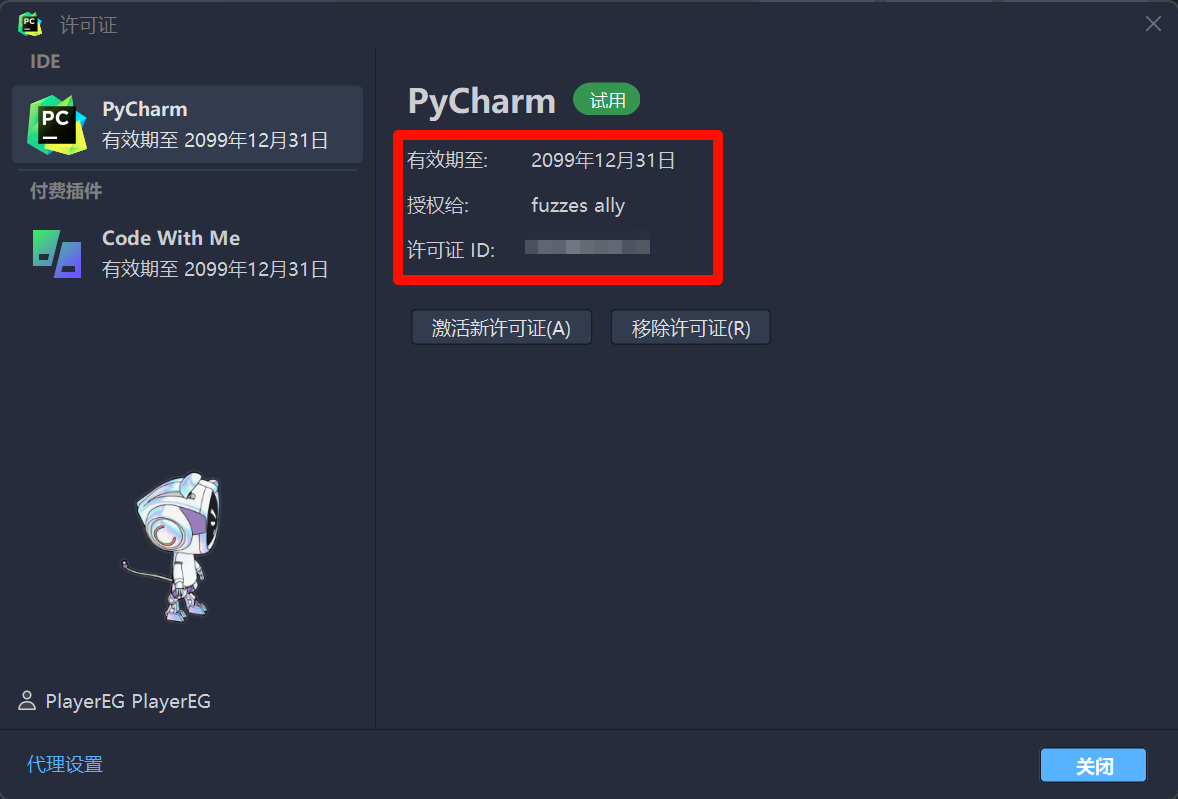 PC 许可证
IDE
PC PyCharm
有效期至 2099年12月31日
付费插件
Code With Me
有效期至 2099年12月31日
PlayerEG PlayerEG
PyCharm 试用
有效期至: 2099年12月31日
授权给: fuzzes ally
许可证 ID:
激活新许可证(A) 移除许可证(R)
代理设置 关闭